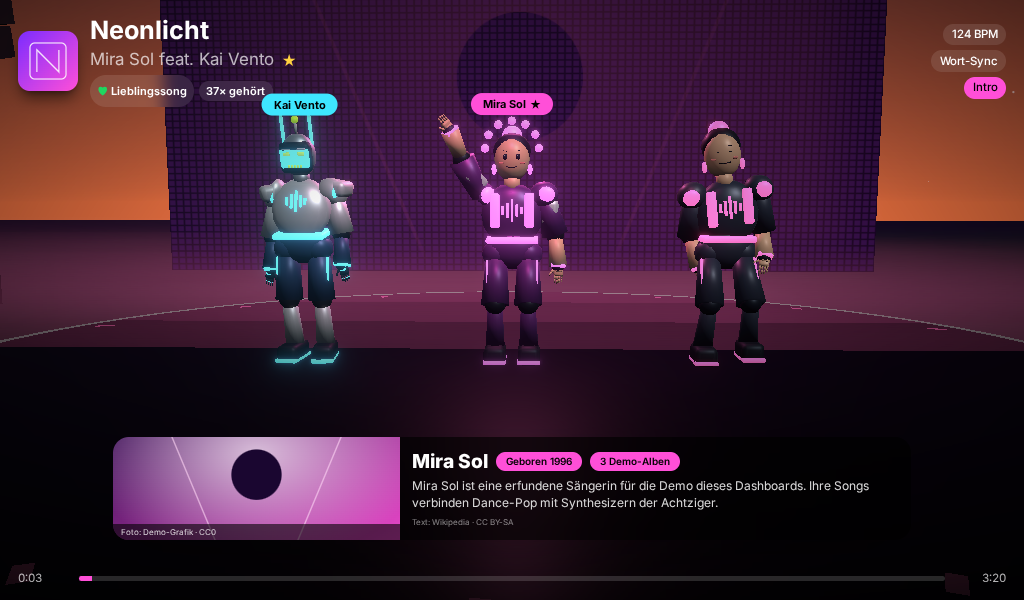 Neonlicht
Mira Sol feat. Kai Vento ★
Lieblingssong
37× gehört
124 BPM
Wort-Sync
Intro
N
Kai Vento
Mira Sol ★
Mira Sol
Geboren 1996
3 Demo-Alben
Mira Sol ist eine erfundene Sängerin für die Demo dieses Dashboards. Ihre Songs
verbinden Dance-Pop mit Synthesizern der Achtziger.
Text: Wikipedia · CC BY-SA
Foto: Demo-Grafik · CC0
0:03
3:20